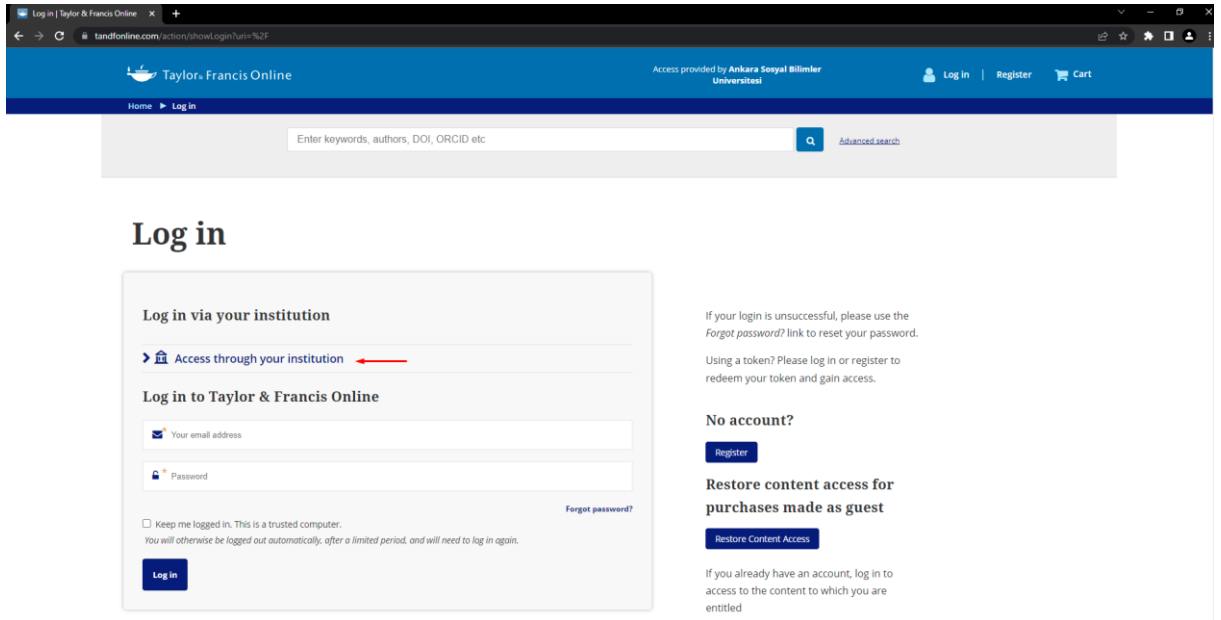 Log in | Taylor & Francis Online
tandfonline.com/action/showLogin?uri=%2F
Taylor & Francis Online
Access provided by Ankara Sosyal Bilimler
Universitesi
Log in | Register
Cart
Home ▶ Log in
Enter keywords, authors, DOI, ORCID etc
Advanced search
Log in
Log in via your institution
Access through your institution
Log in to Taylor & Francis Online
* Your email address
* Password
Forgot password?
Keep me logged in. This is a trusted computer.
You will otherwise be logged out automatically, after a limited period, and will need to log in again.
Log in
If your login is unsuccessful, please use the
Forgot password? link to reset your password.
Using a token? Please log in or register to
redeem your token and gain access.
No account?
Register
Restore content access for
purchases made as guest
Restore Content Access
If you already have an account, log in to
access to the content to which you are
entitled